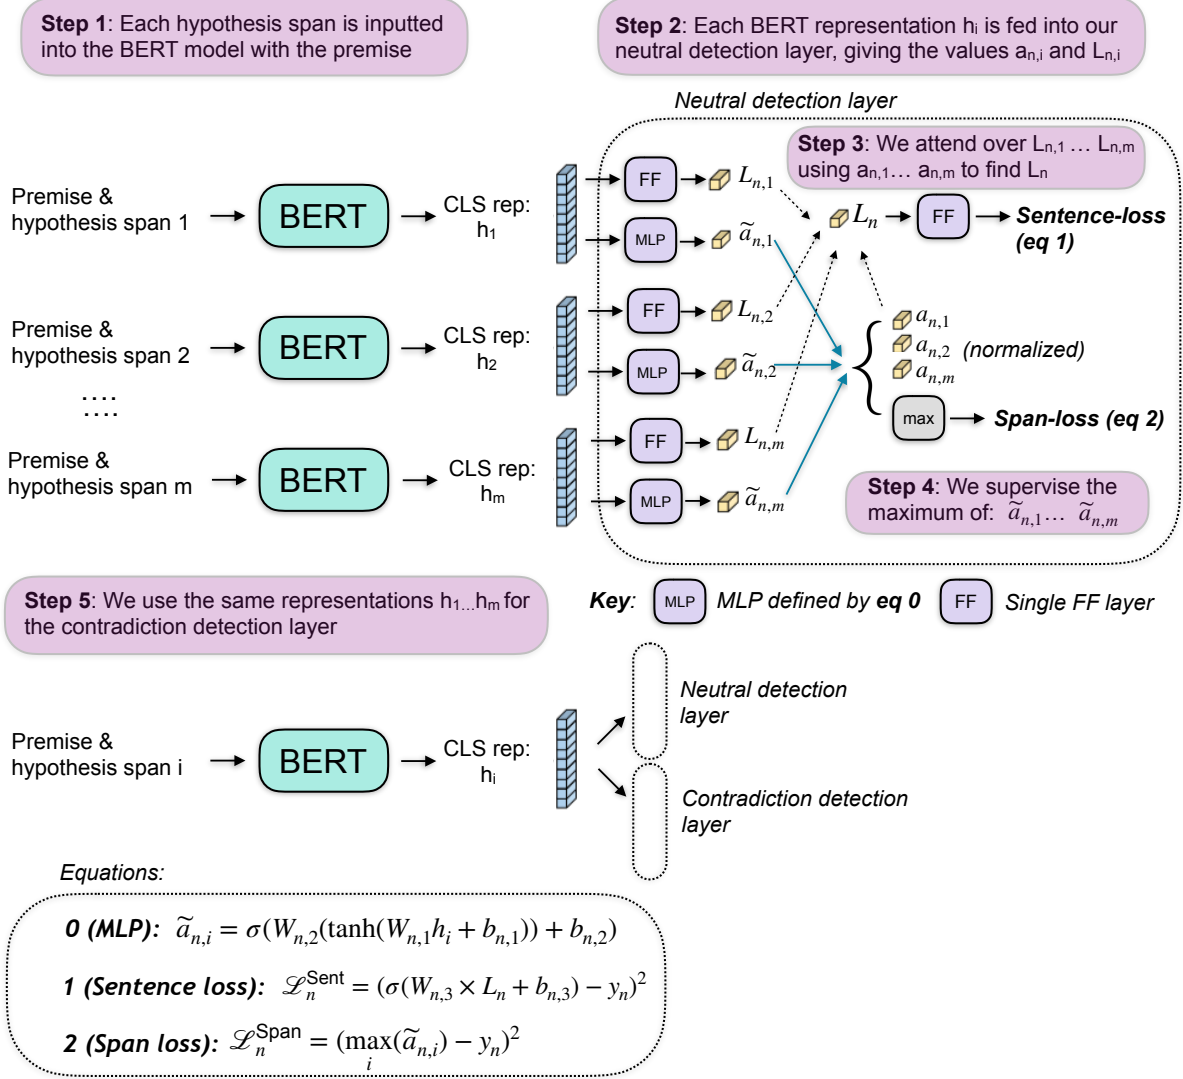 Step 1: Each hypothesis span is inputted
into the BERT model with the premise
Step 2: Each BERT representation hᵢ is fed into our
neutral detection layer, giving the values aₙ,ᵢ and Lₙ,ᵢ
Neutral detection layer
Step 3: We attend over Lₙ,₁ … Lₙ,ₘ
using aₙ,₁… aₙ,ₘ to find Lₙ
Premise &
hypothesis span 1
BERT
CLS rep:
h₁
FF
Lₙ,₁
MLP
ãₙ,₁
Lₙ
FF
Sentence-loss
(eq 1)
Premise &
hypothesis span 2
BERT
CLS rep:
h₂
FF
Lₙ,₂
MLP
ãₙ,₂
aₙ,₁
aₙ,₂
aₙ,ₘ
(normalized)
max
Span-loss (eq 2)
....
....
Premise &
hypothesis span m
BERT
CLS rep:
hₘ
FF
Lₙ,ₘ
MLP
ãₙ,ₘ
Step 4: We supervise the
maximum of: ãₙ,₁… ãₙ,ₘ
Step 5: We use the same representations h₁…hₘ for
the contradiction detection layer
Key: MLP MLP defined by eq 0 FF Single FF layer
Premise &
hypothesis span i
BERT
CLS rep:
hᵢ
Neutral detection
layer
Contradiction detection
layer
Equations:
0 (MLP): ãₙ,ᵢ = σ(Wₙ,₂(tanh(Wₙ,₁hᵢ + bₙ,₁)) + bₙ,₂)
1 (Sentence loss): ℒₙ^Sent = (σ(Wₙ,₃ × Lₙ + bₙ,₃) − yₙ)²
2 (Span loss): ℒₙ^Span = (max(ãₙ,ᵢ) − yₙ)²
i